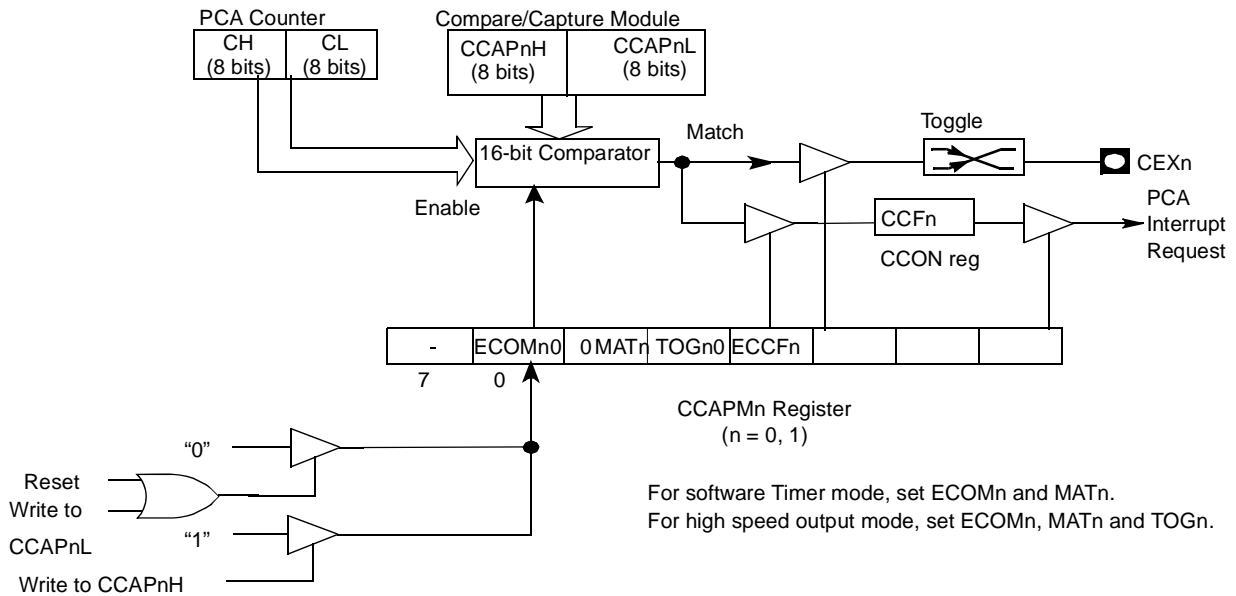 PCA Counter
CH
(8 bits)
CL
(8 bits)
Compare/Capture Module
CCAPnH
(8 bits)
CCAPnL
(8 bits)
16-bit Comparator
Match
Toggle
CEXn
Enable
CCFn
CCON reg
PCA
Interrupt
Request
- ECOMn0 0 MATn TOGn0 ECCFn
7 0
CCAPMn Register
(n = 0, 1)
“0”
Reset
Write to
CCAPnL
“1”
Write to CCAPnH
For software Timer mode, set ECOMn and MATn.
For high speed output mode, set ECOMn, MATn and TOGn.